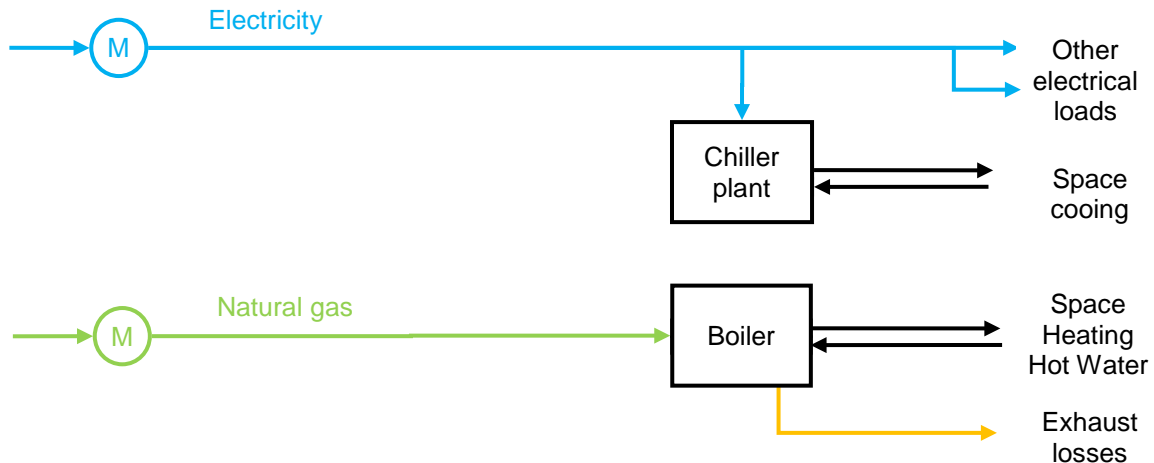 Electricity
M
Other
electrical
loads
Chiller
plant
Space
cooing
Natural gas
M
Boiler
Space
Heating
Hot Water
Exhaust
losses